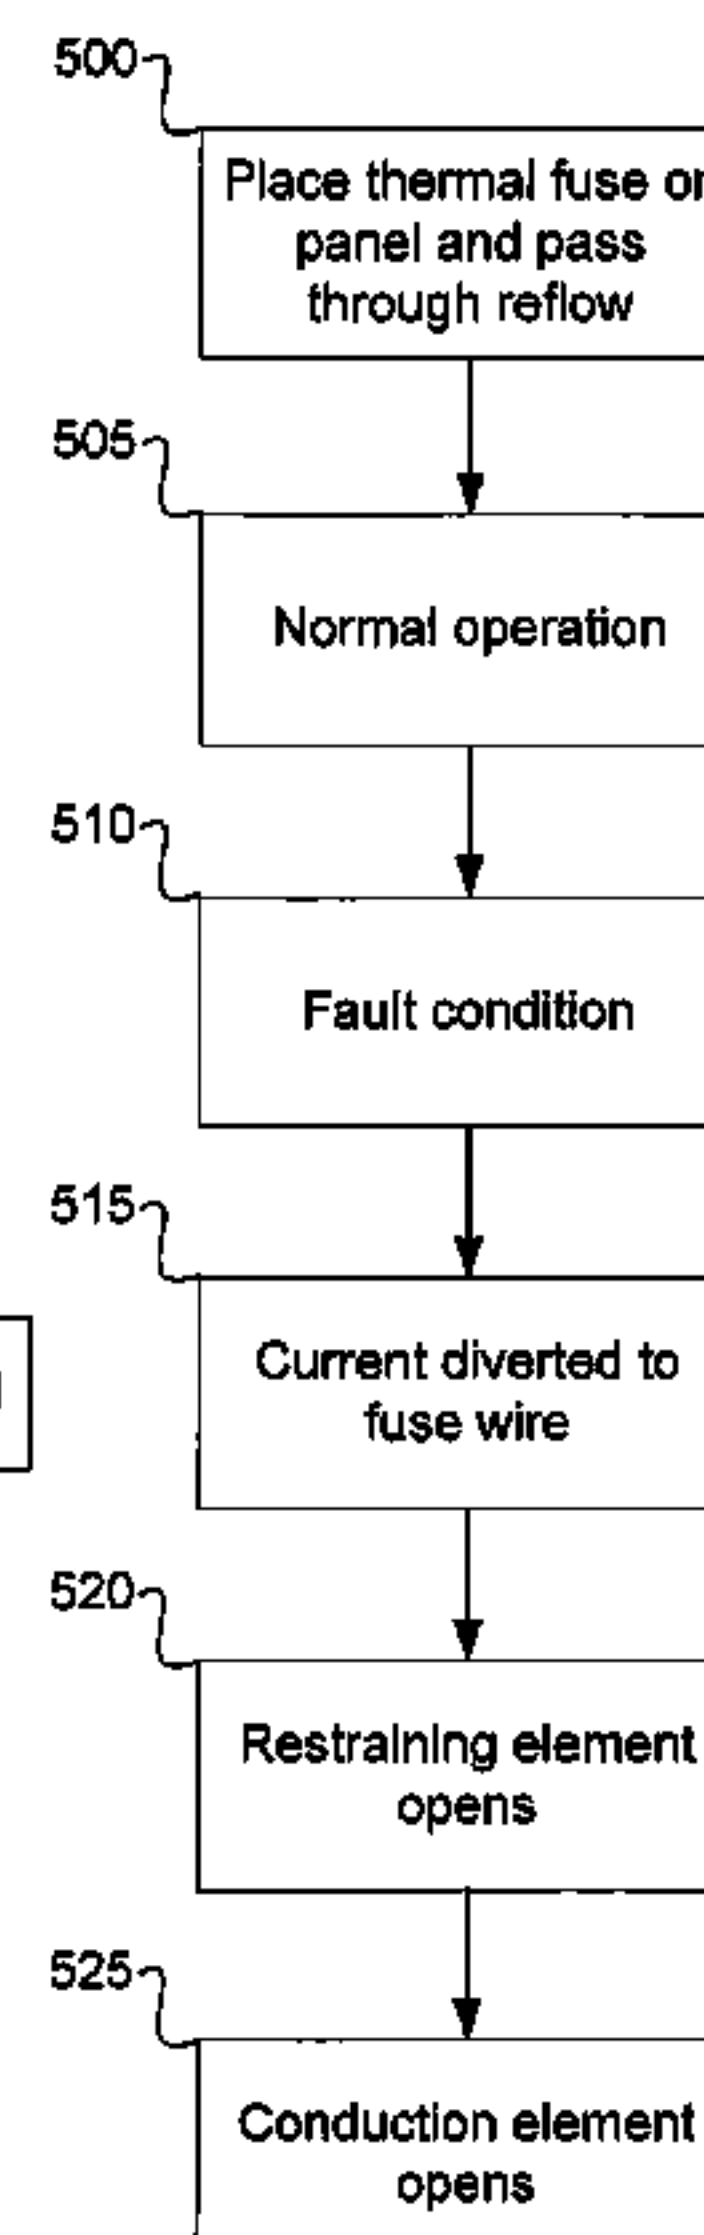 500
Place thermal fuse on
panel and pass
through reflow
505
Normal operation
510
Fault condition
515
Current diverted to
fuse wire
520
Restraining element
opens
525
Conduction element
opens